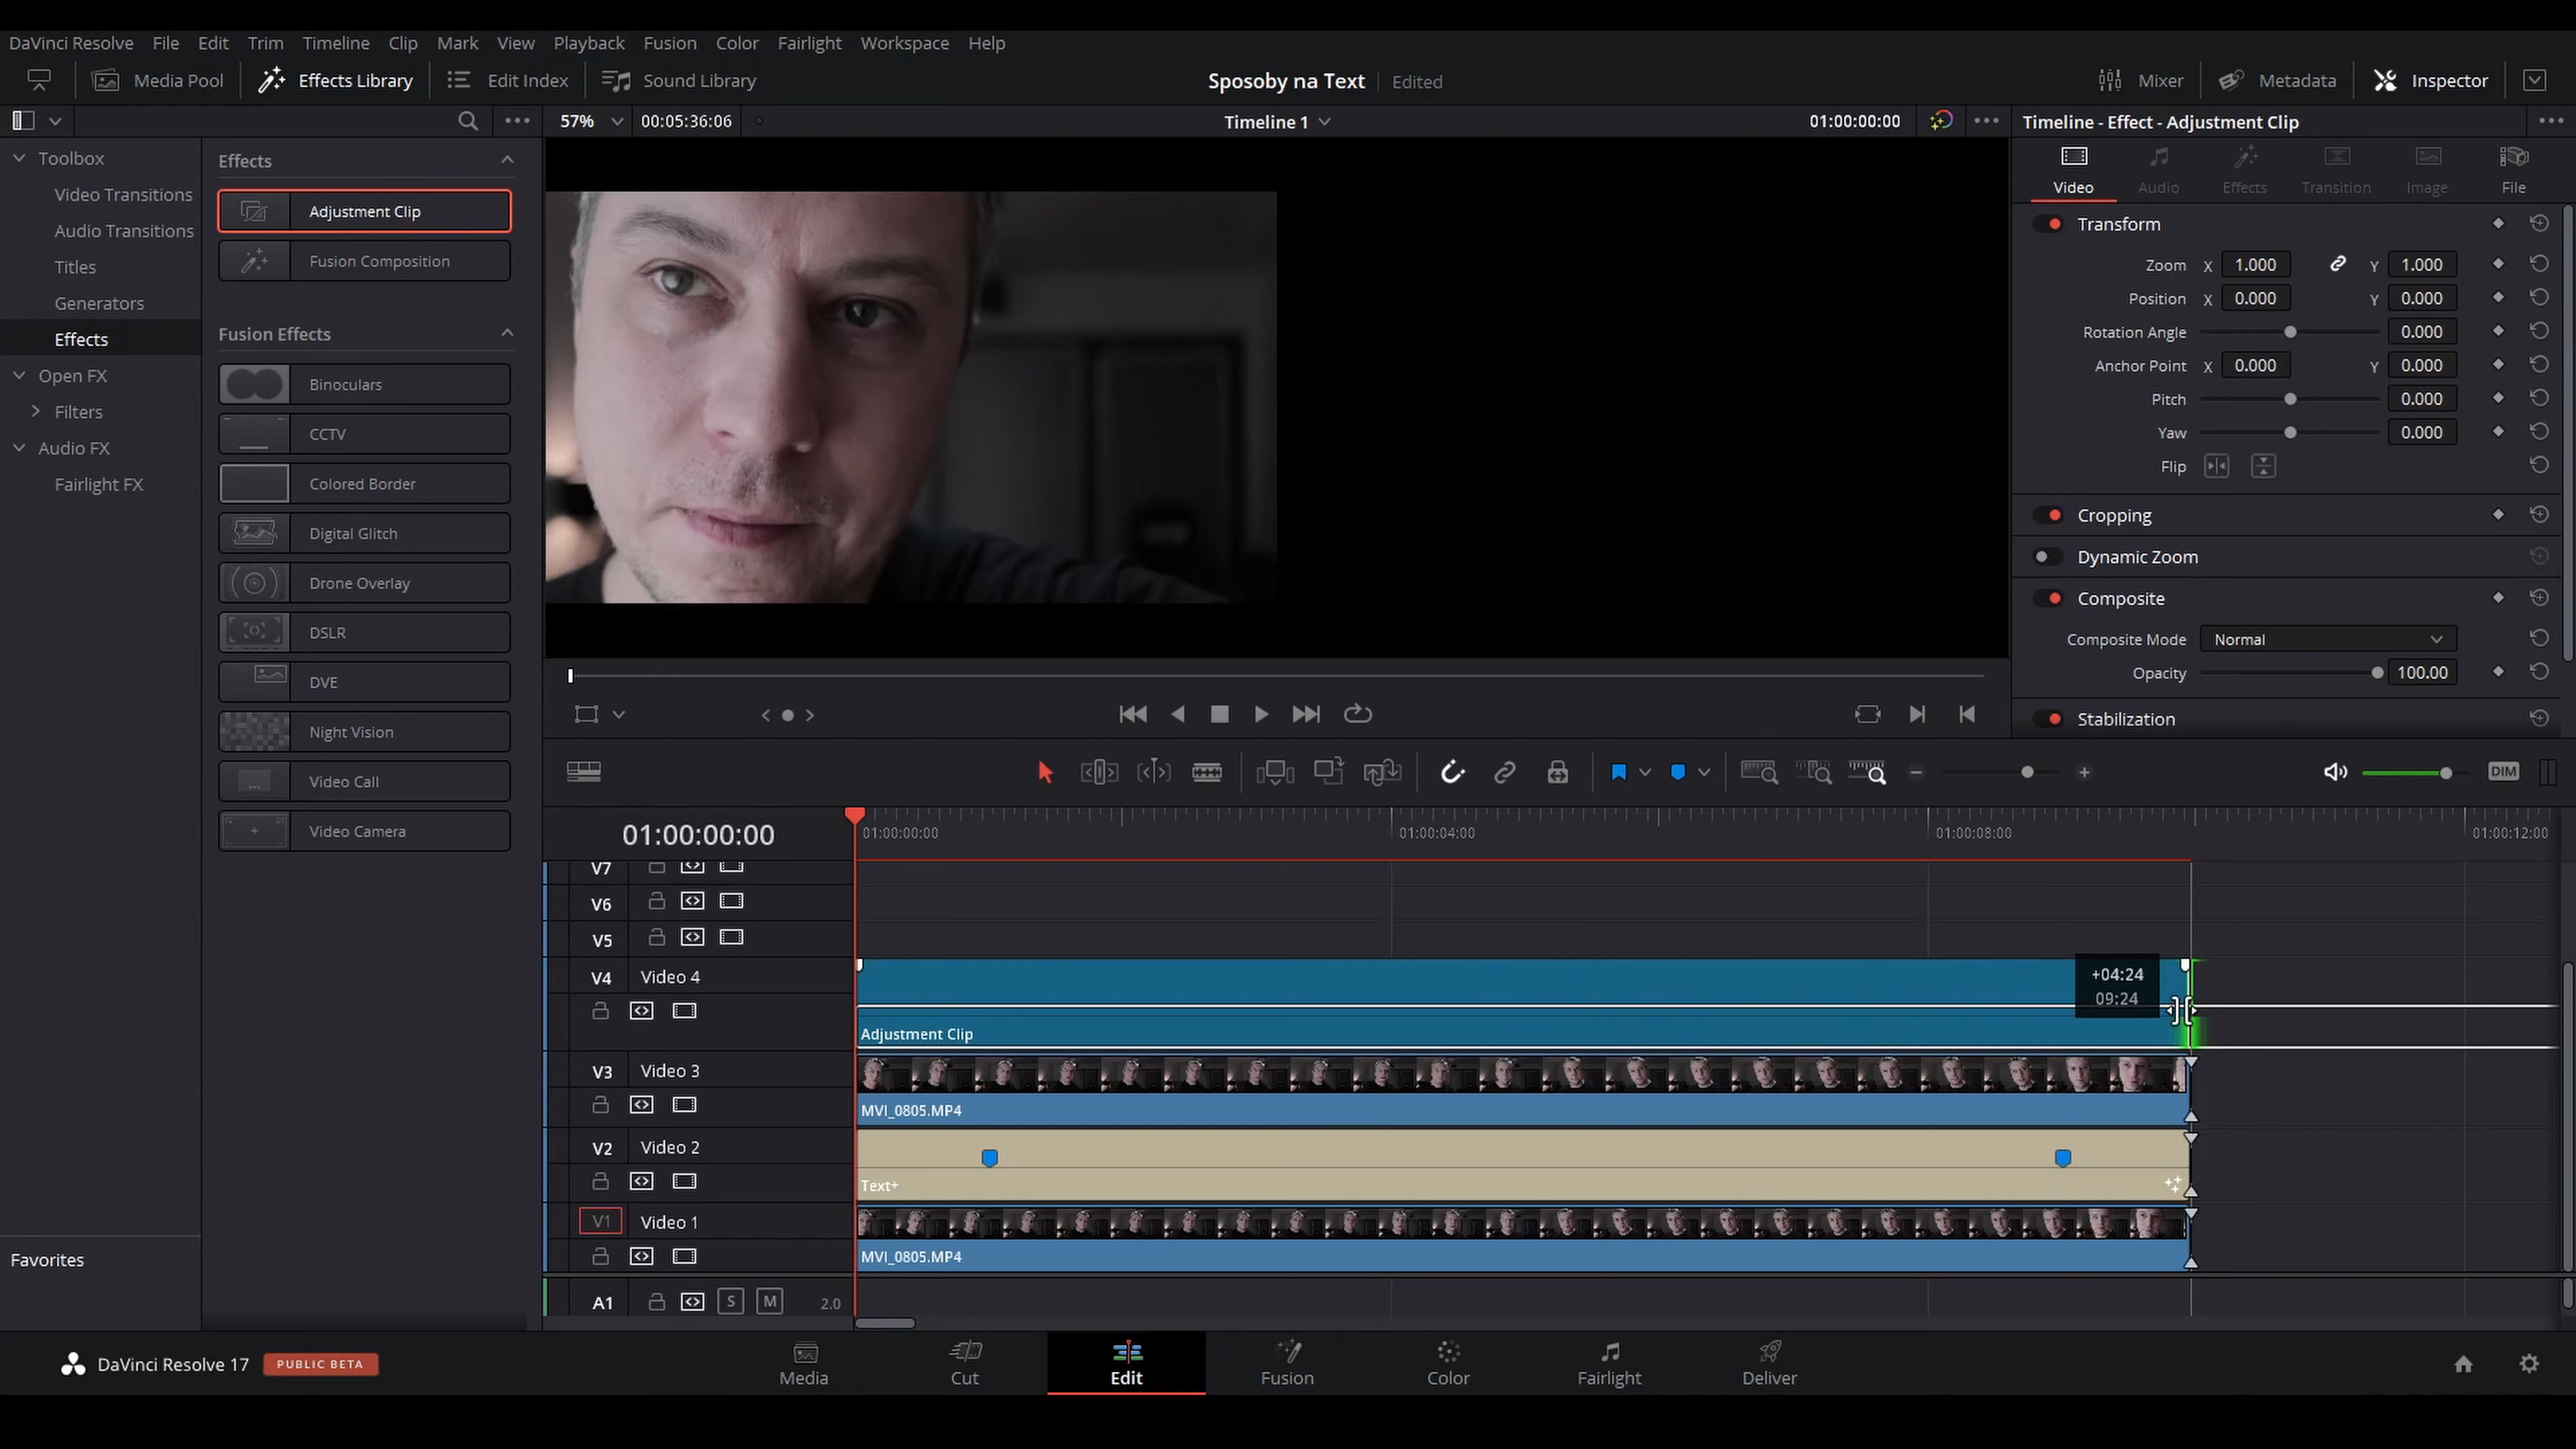 DaVinci Resolve File Edit Trim Timeline Clip Mark View Playback Fusion Color Fairlight Workspace Help
Media Pool Effects Library Edit Index Sound Library Sposoby na Text Edited Mixer Metadata Inspector
57% 00:05:36:06 Timeline 1 01:00:00:00 Timeline - Effect - Adjustment Clip
Toolbox
Video Transitions
Audio Transitions
Titles
Generators
Effects
Open FX
Filters
Audio FX
Fairlight FX
Favorites
Effects
Adjustment Clip
Fusion Composition
Fusion Effects
Binoculars
CCTV
Colored Border
Digital Glitch
Drone Overlay
DSLR
DVE
Night Vision
Video Call
Video Camera
Video Audio Effects Transition Image File
Transform
Zoom X 1.000 Y 1.000
Position X 0.000 Y 0.000
Rotation Angle 0.000
Anchor Point X 0.000 Y 0.000
Pitch 0.000
Yaw 0.000
Flip
Cropping
Dynamic Zoom
Composite
Composite Mode Normal
Opacity 100.00
Stabilization
DIM
01:00:00:00 01:00:00:00 01:00:04:00 01:00:08:00 01:00:12:00
V7
V6
V5
V4 Video 4
+04:24
09:24
Adjustment Clip
V3 Video 3
MVI_0805.MP4
V2 Video 2
Text+
V1 Video 1
MVI_0805.MP4
A1 S M 2.0
DaVinci Resolve 17 PUBLIC BETA
Media Cut Edit Fusion Color Fairlight Deliver